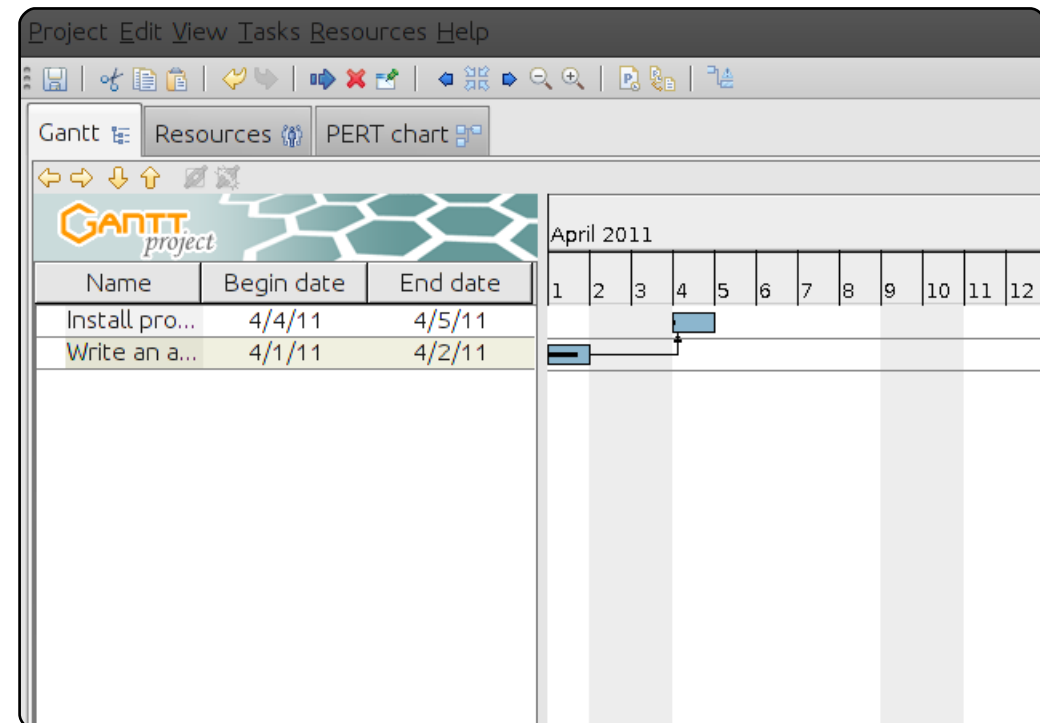 Project Edit View Tasks Resources Help
Gantt Resources PERT chart
GANTT
project
April 2011
Name Begin date End date
1 2 3 4 5 6 7 8 9 10 11 12
Install pro... 4/4/11 4/5/11
Write an a... 4/1/11 4/2/11